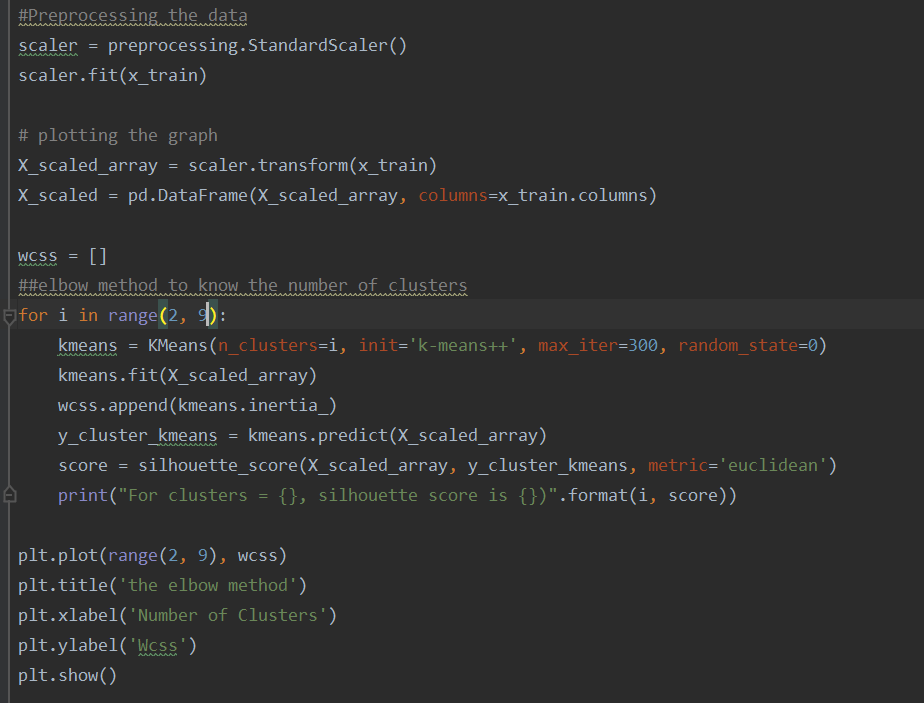 #Preprocessing the data
scaler = preprocessing.StandardScaler()
scaler.fit(x_train)
# plotting the graph
X_scaled_array = scaler.transform(x_train)
X_scaled = pd.DataFrame(X_scaled_array, columns=x_train.columns)
wcss = []
##elbow method to know the number of clusters
for i in range(2, 9):
    kmeans = KMeans(n_clusters=i, init='k-means++', max_iter=300, random_state=0)
    kmeans.fit(X_scaled_array)
    wcss.append(kmeans.inertia_)
    y_cluster_kmeans = kmeans.predict(X_scaled_array)
    score = silhouette_score(X_scaled_array, y_cluster_kmeans, metric='euclidean')
    print("For clusters = {}, silhouette score is {})".format(i, score))
plt.plot(range(2, 9), wcss)
plt.title('the elbow method')
plt.xlabel('Number of Clusters')
plt.ylabel('Wcss')
plt.show()